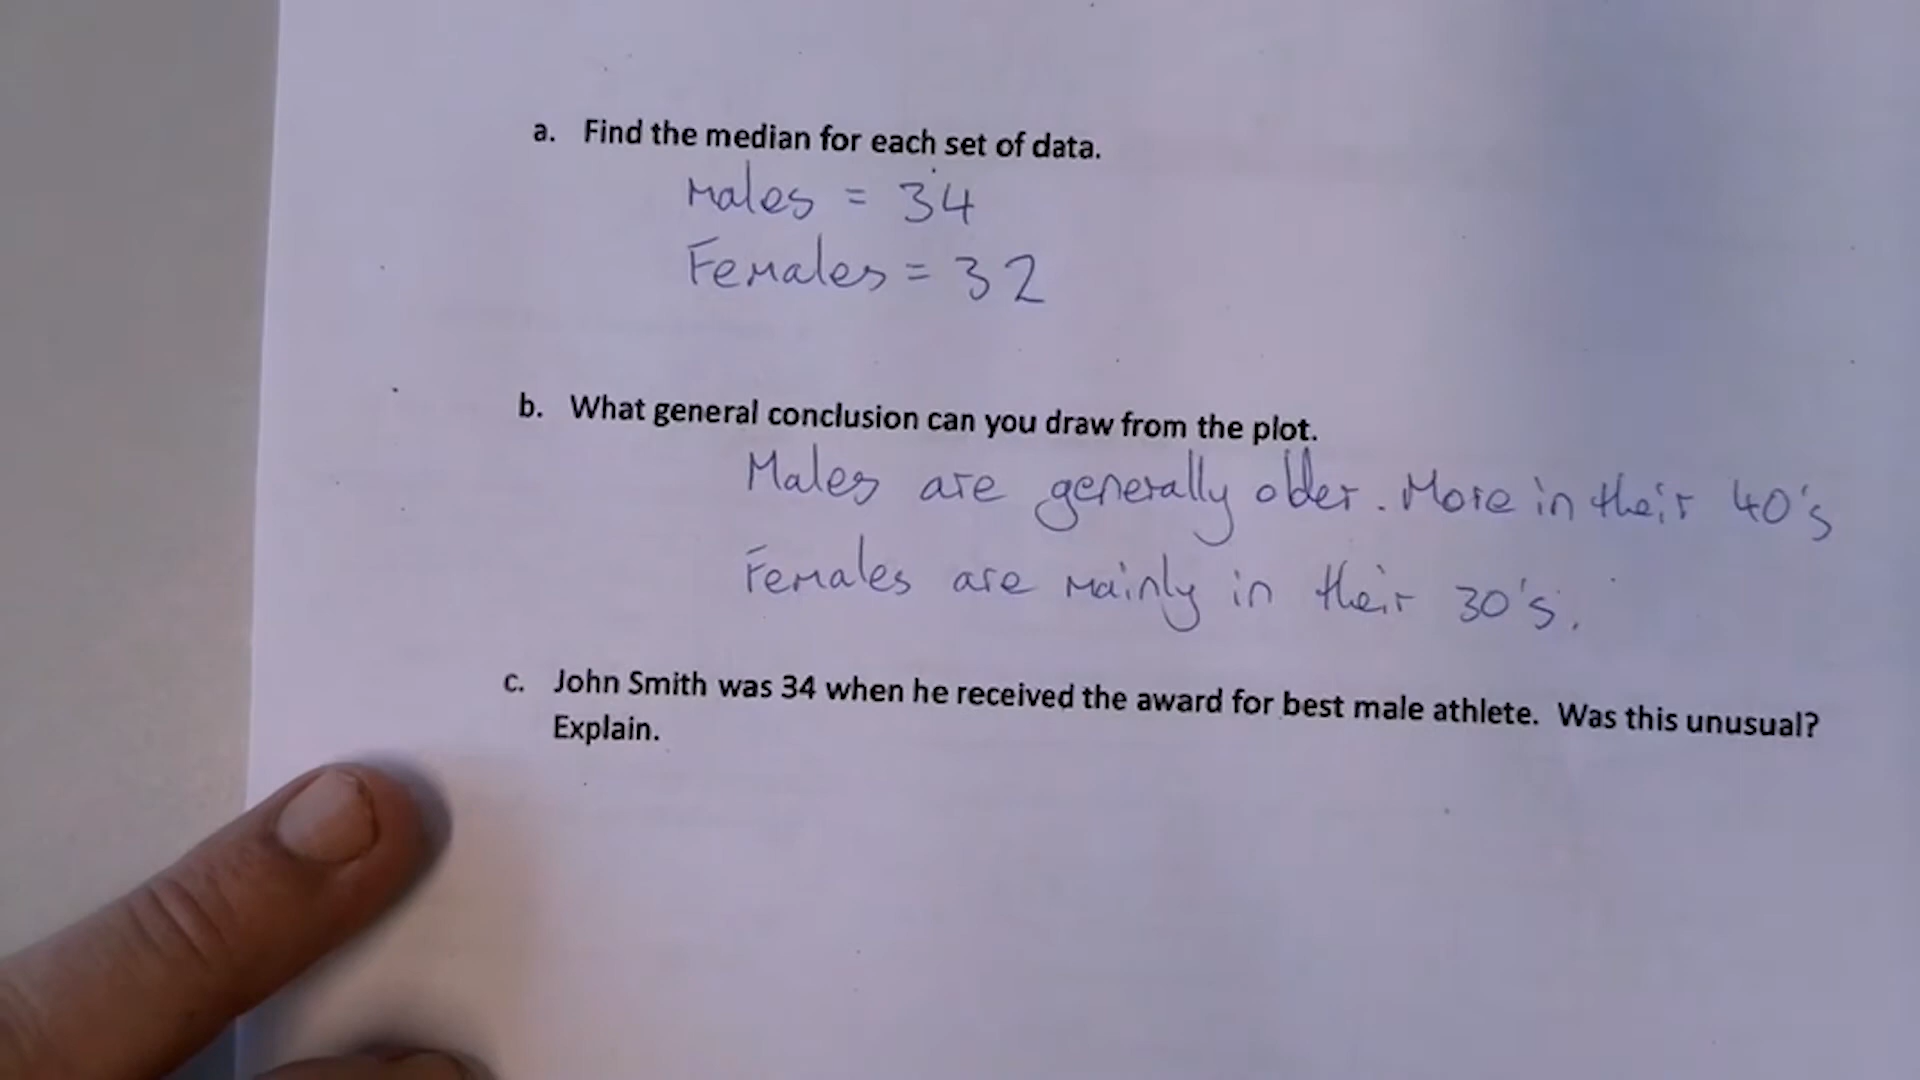 a. Find the median for each set of data.
Males = 34
Females = 32
b. What general conclusion can you draw from the plot.
Males are generally older. More in their 40's
Females are mainly in their 30's.
c. John Smith was 34 when he received the award for best male athlete. Was this unusual?
Explain.